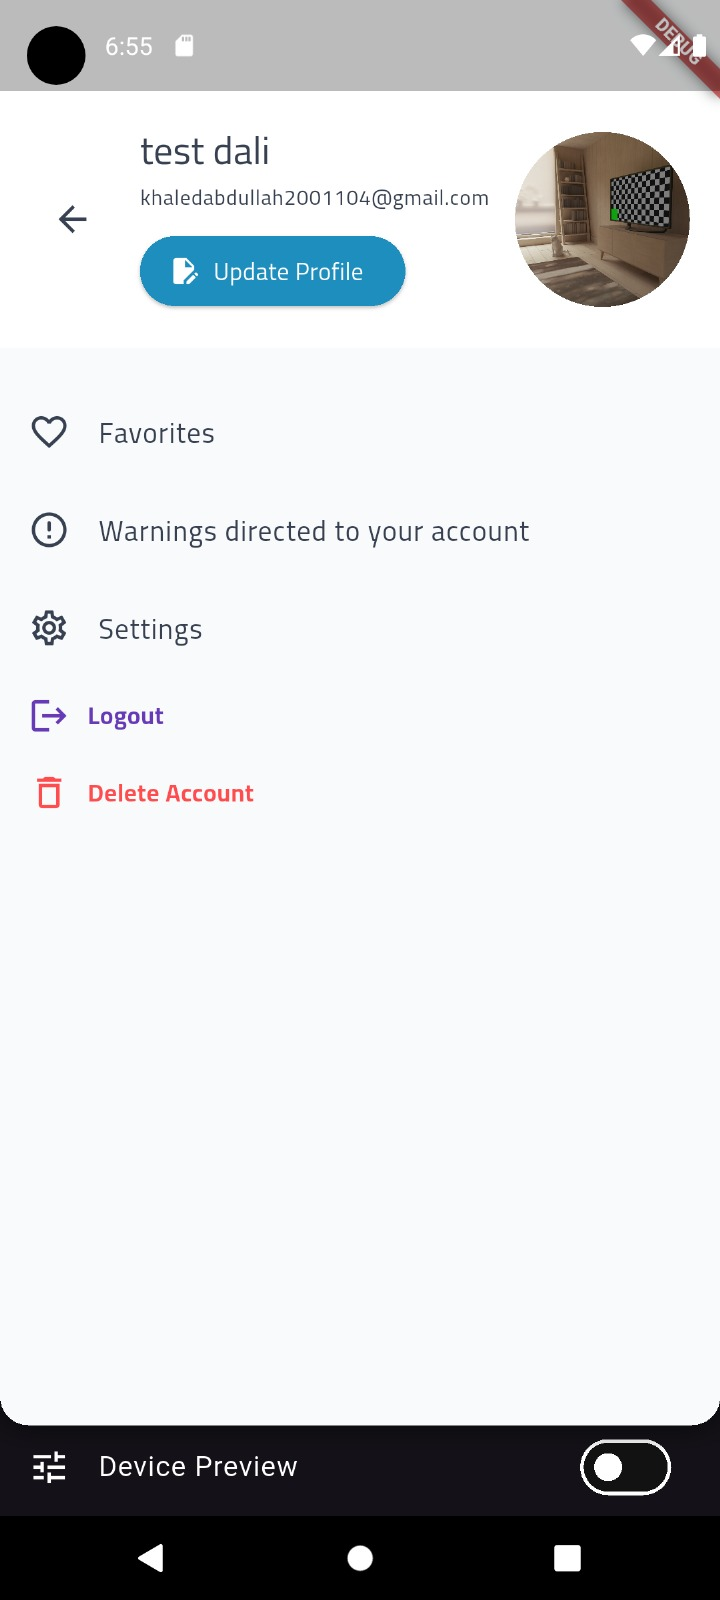 6:55
DEBUG
test dali
khaledabdullah2001104@gmail.com
Update Profile
Favorites
Warnings directed to your account
Settings
Logout
Delete Account
Device Preview